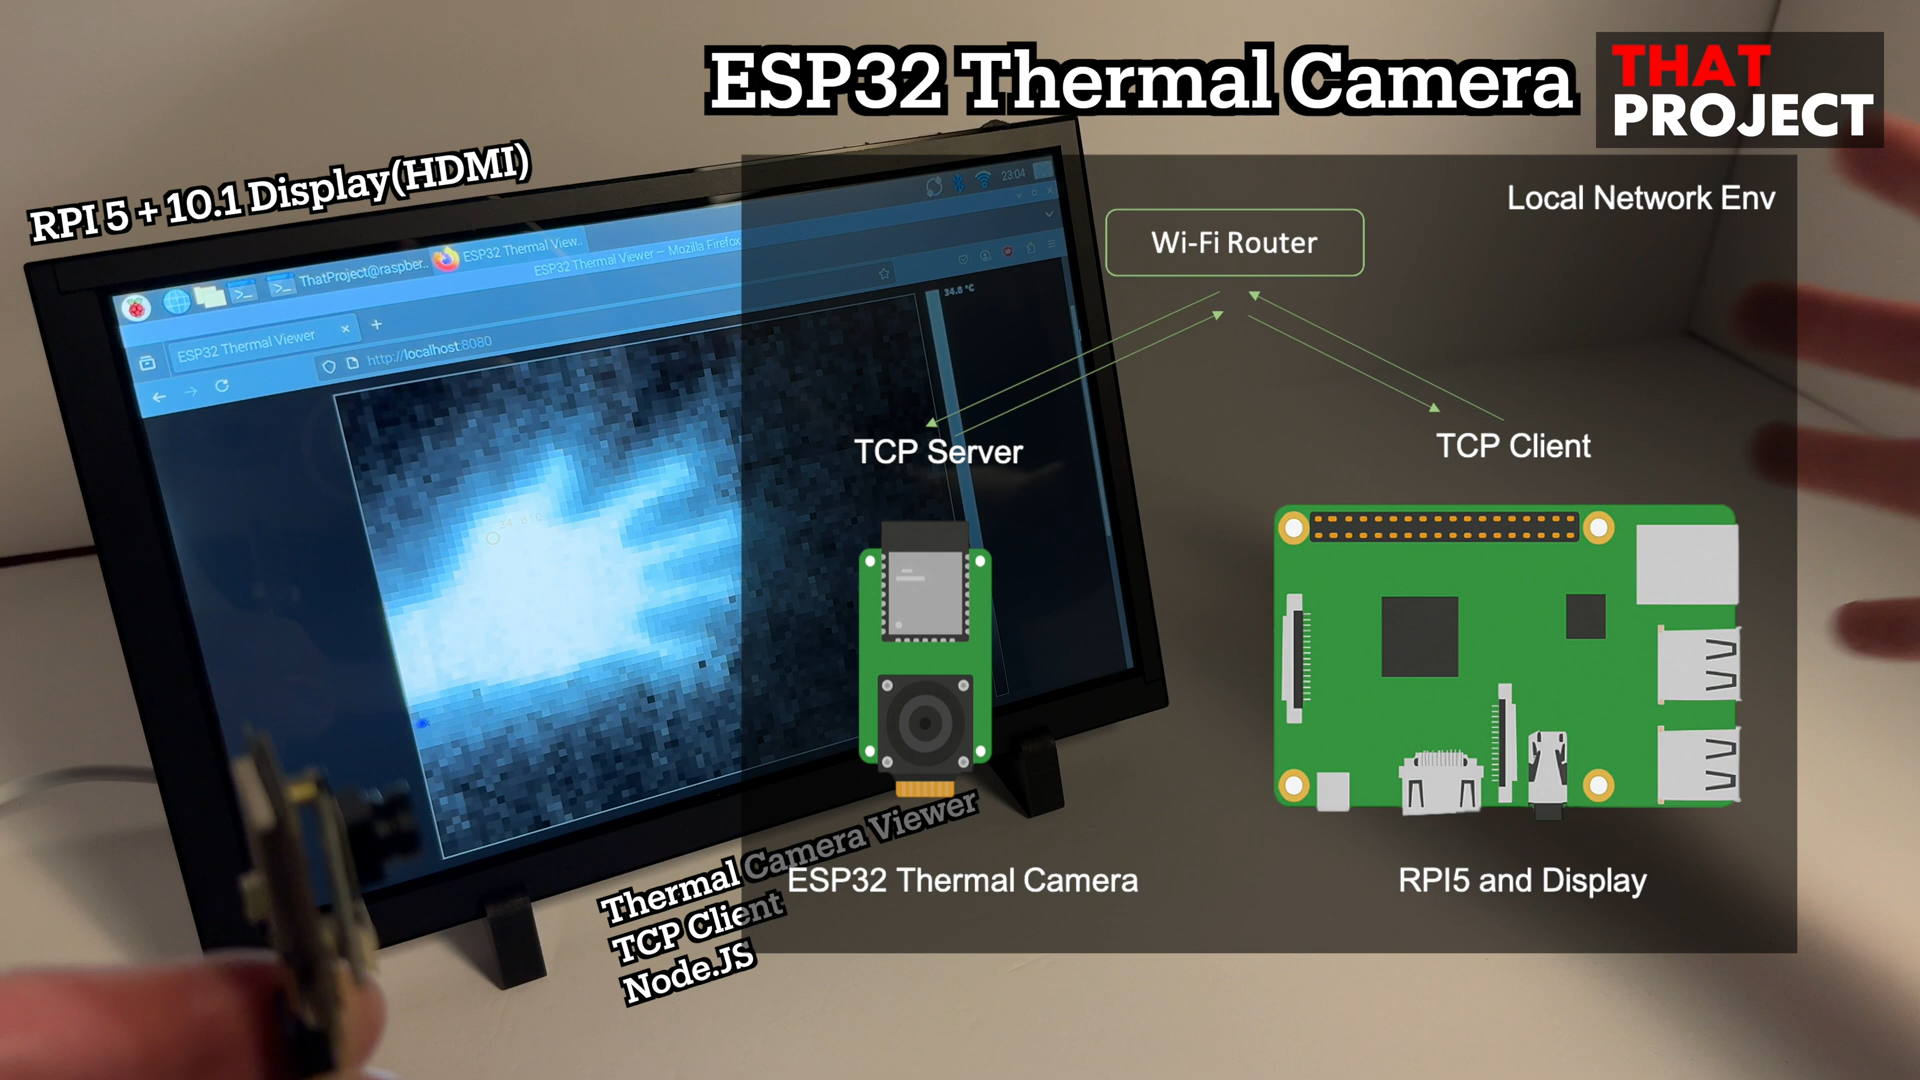 ESP32 Thermal Camera
THAT
PROJECT
RPI 5 + 10.1 Display(HDMI)
Local Network Env
Wi-Fi Router
23:04
ThatProject@raspber..
ESP32 Thermal View..
ESP32 Thermal Viewer — Mozilla Firefox
ESP32 Thermal Viewer
http://localhost:8080
34.8 °C
TCP Server
TCP Client
Thermal Camera Viewer
TCP Client
Node.JS
ESP32 Thermal Camera
RPI5 and Display